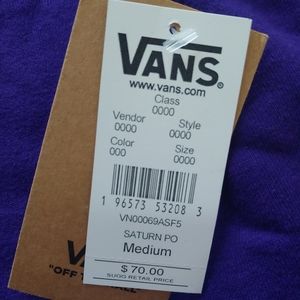 VANS
www.vans.com
Class
0000
Vendor Style
0000 0000
Color Size
000 0000
1 96573 53208 3
VN00069ASF5
SATURN PO
Medium
$ 70.00
SUGG RETAIL PRICE
"OFF